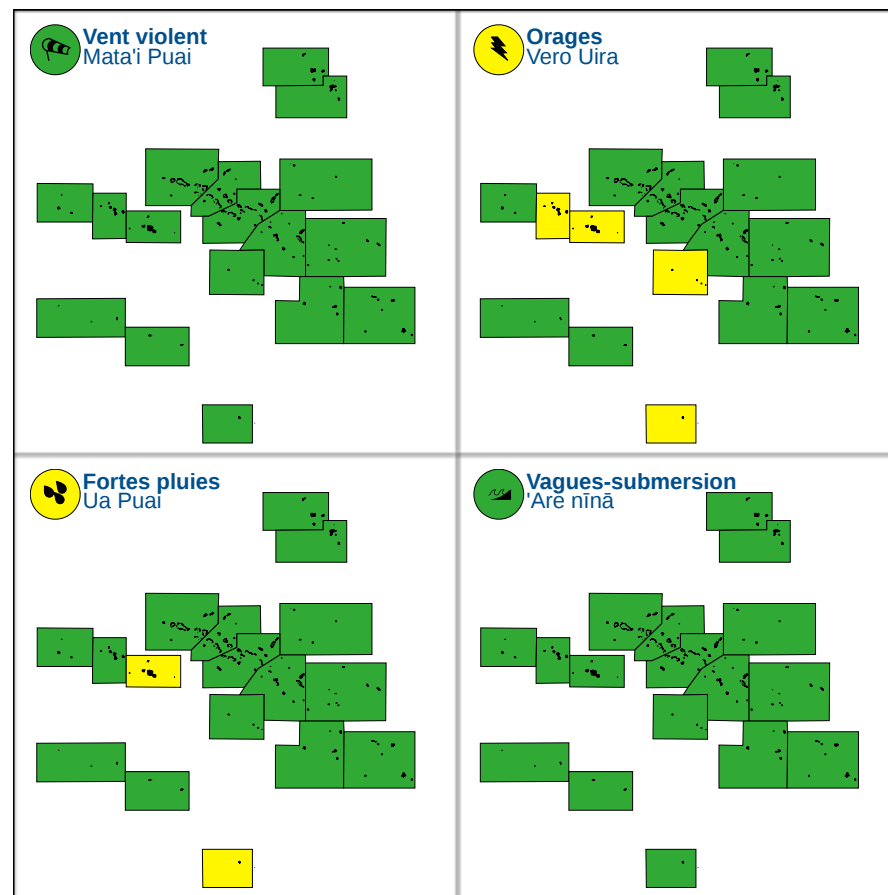 Vent violent
Mata'i Puai
Orages
Vero Uira
Fortes pluies
Ua Puai
Vagues-submersion
'Are nīnā